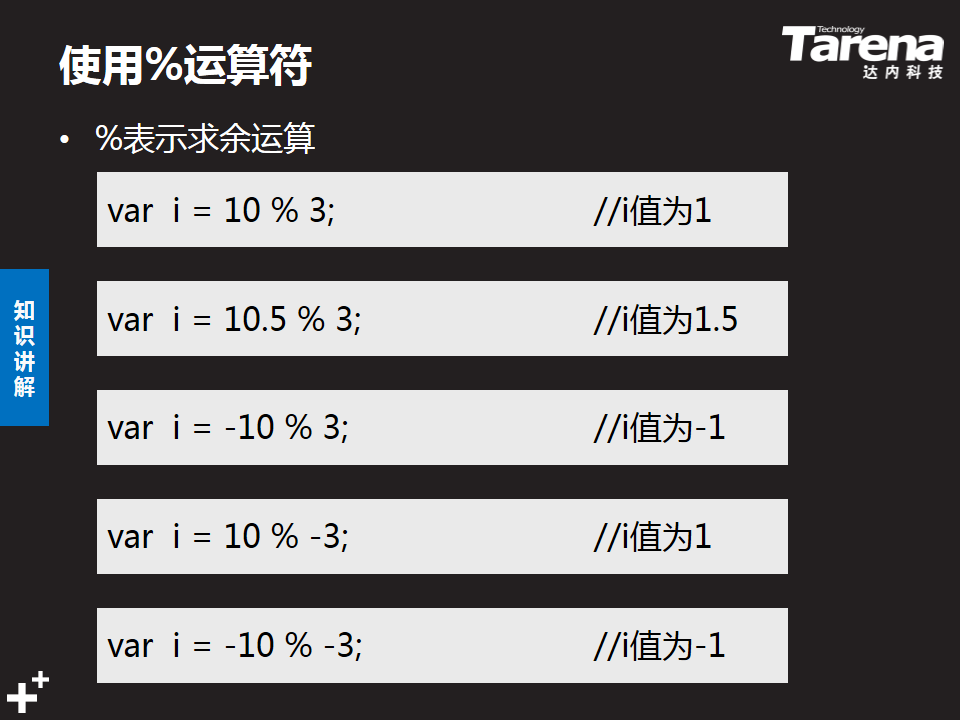 Technology
Tarena
达内科技
使用%运算符
• %表示求余运算
var i = 10 % 3; //i值为1
var i = 10.5 % 3; //i值为1.5
var i = -10 % 3; //i值为-1
var i = 10 % -3; //i值为1
var i = -10 % -3; //i值为-1
知识讲解